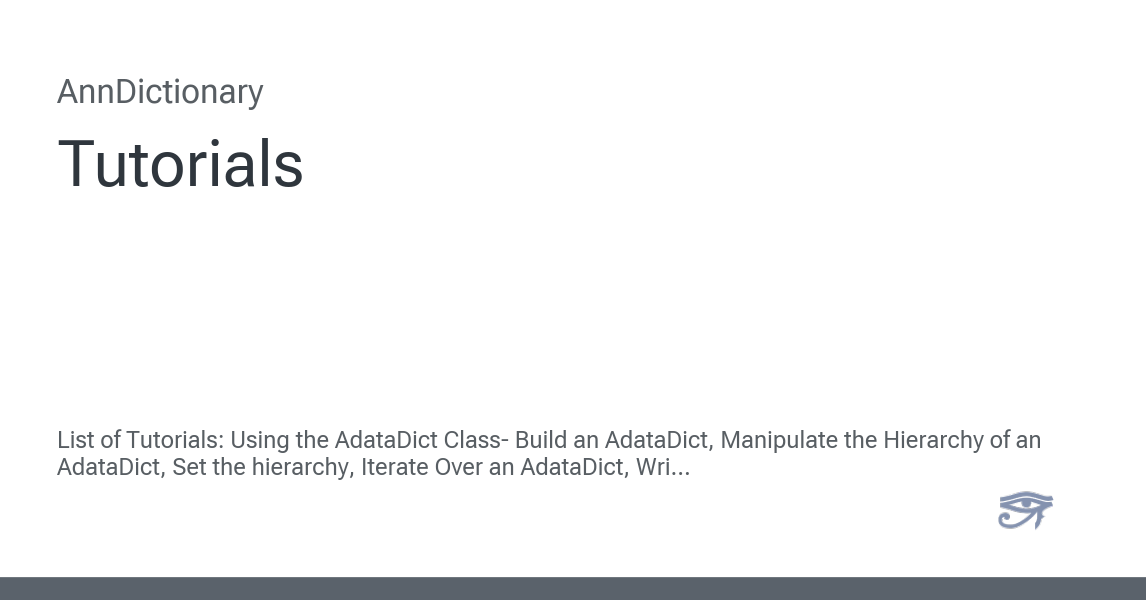 AnnDictionary
Tutorials
List of Tutorials: Using the AdataDict Class- Build an AdataDict, Manipulate the Hierarchy of an
AdataDict, Set the hierarchy, Iterate Over an AdataDict, Wri...